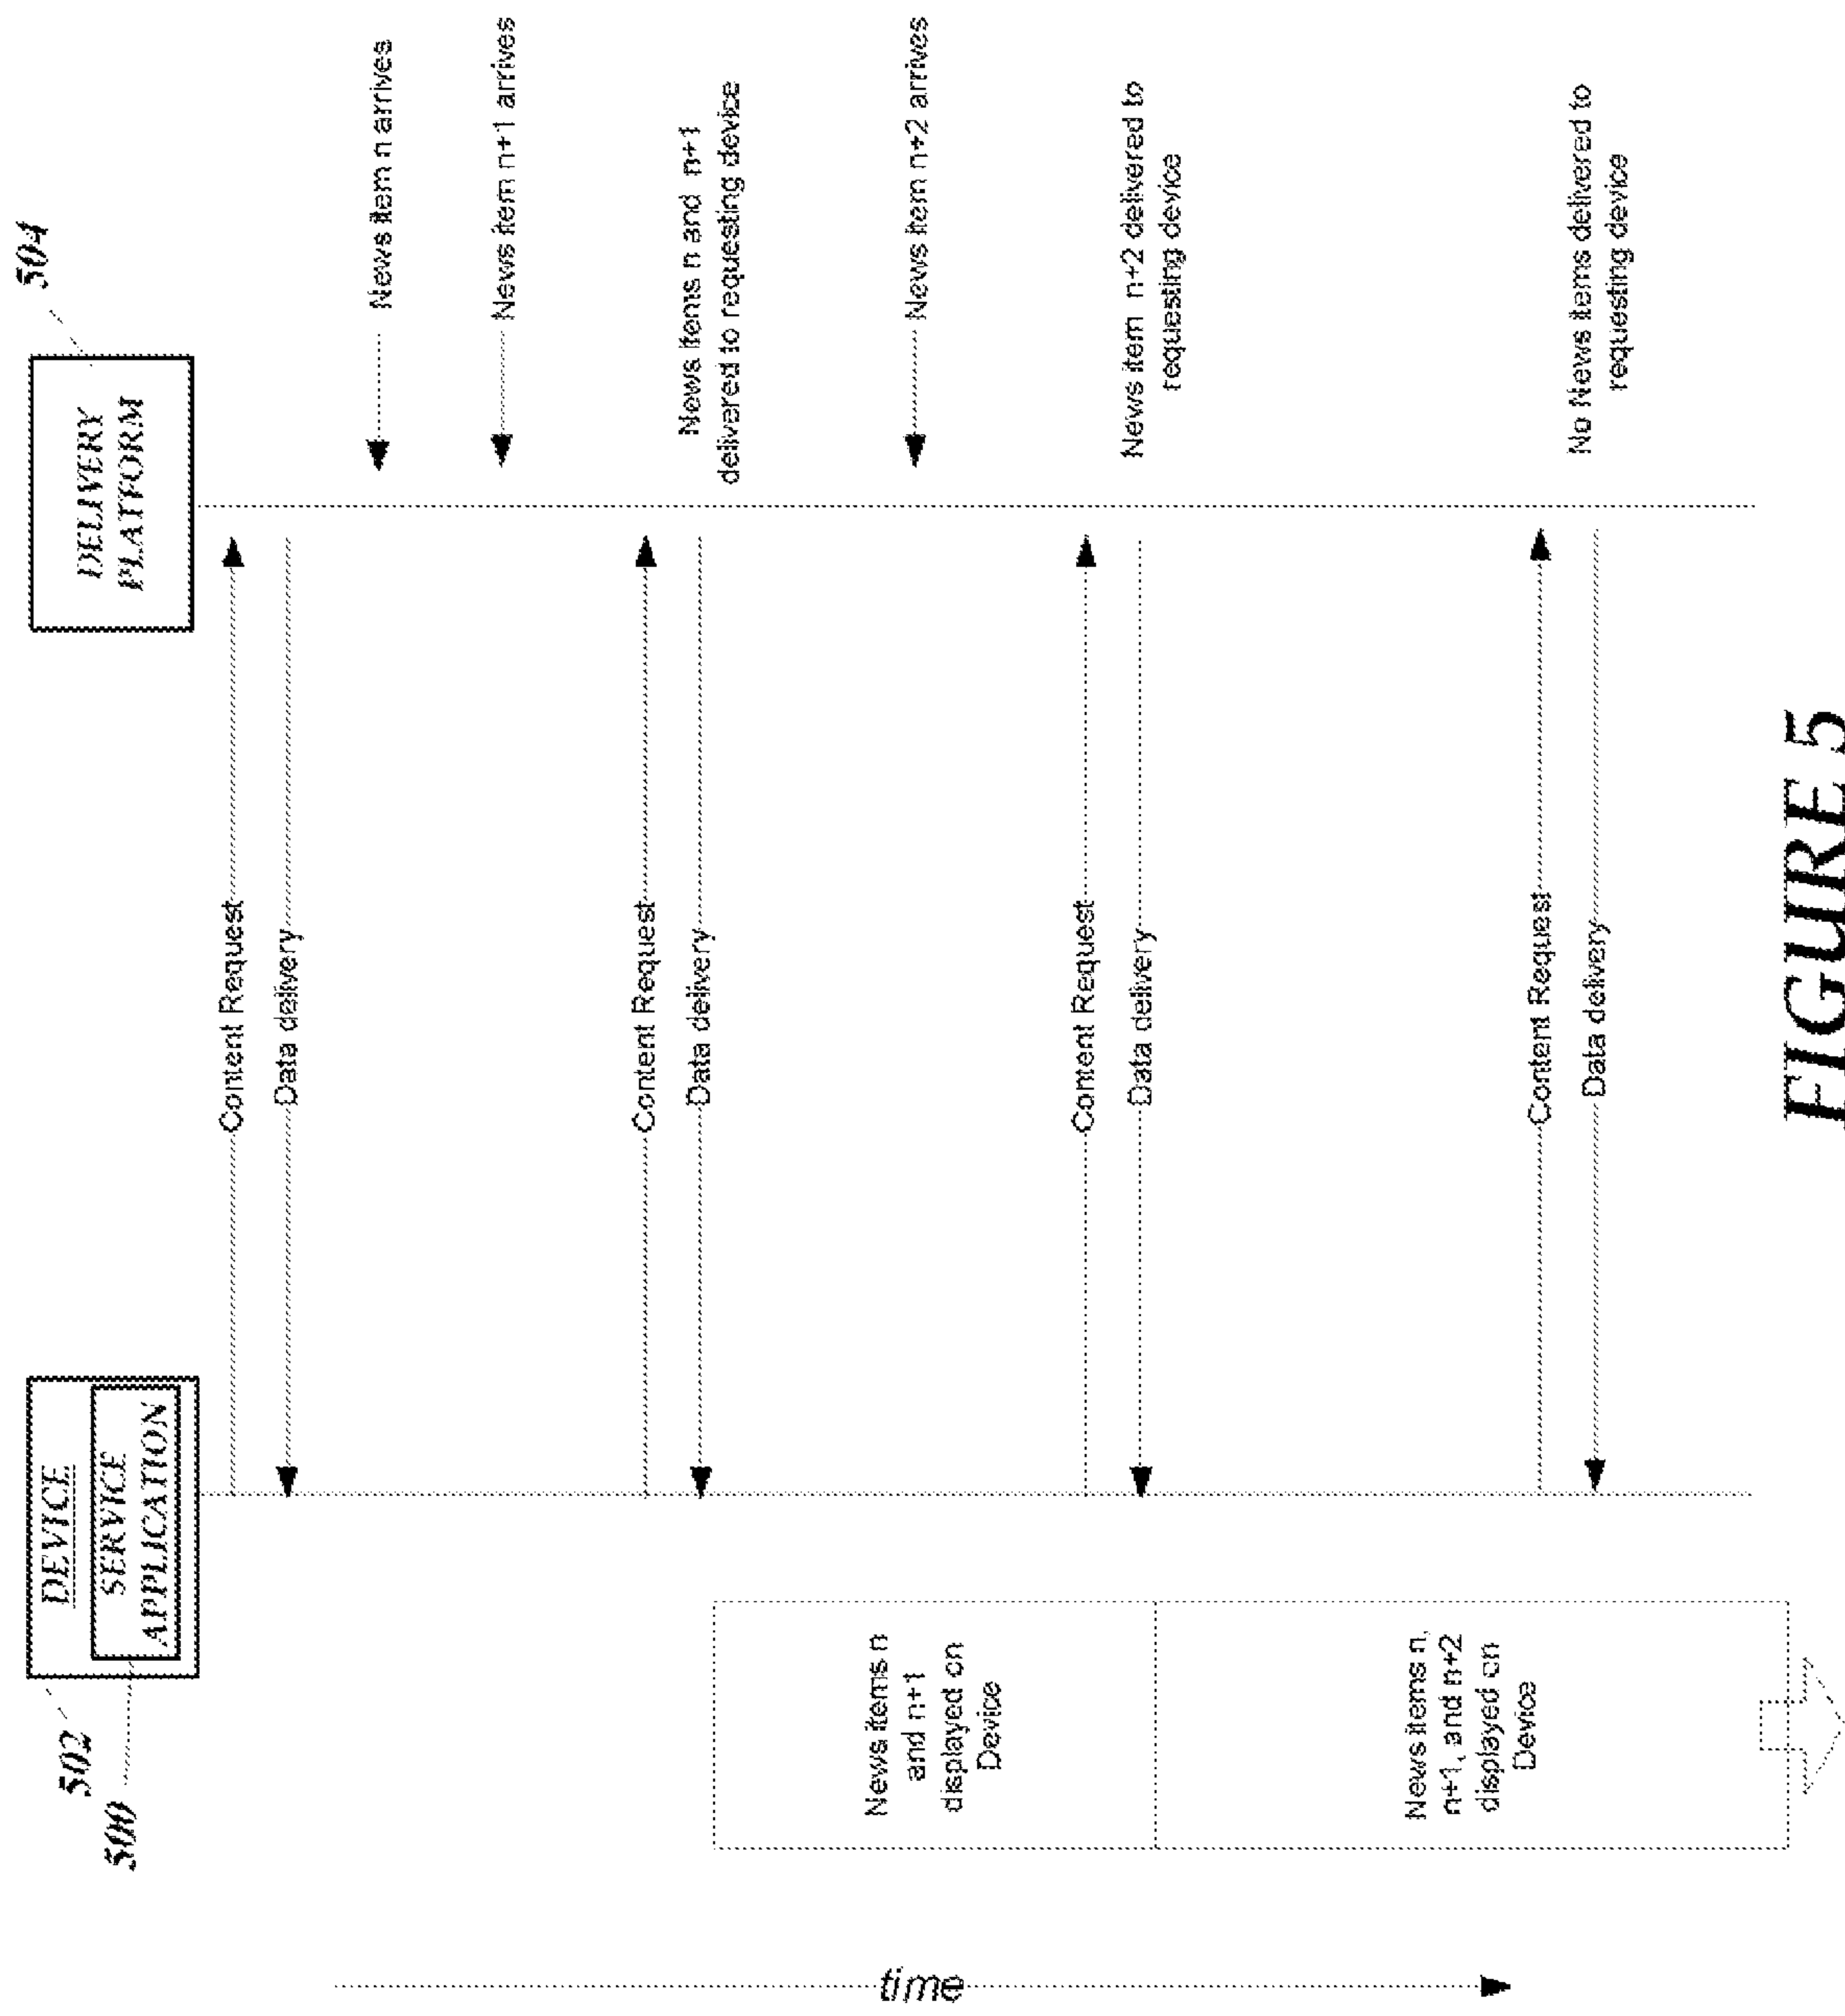 502
500
DEVICE
SERVICE
APPLICATION
DELIVERY
PLATFORM
504
Content Request
Data delivery
News item n arrives
News item n+1 arrives
Content Request
Data delivery
News items n and n+1
delivered to requesting device
News items n
and n+1
displayed on
Device
News item n+2 arrives
Content Request
Data delivery
News item n+2 delivered to
requesting device
News items n,
n+1, and n+2
displayed on
Device
Content Request
Data delivery
No News items delivered to
requesting device
time
FIGURE 5